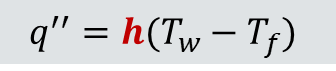 q′′ = h(T_w − T_f)